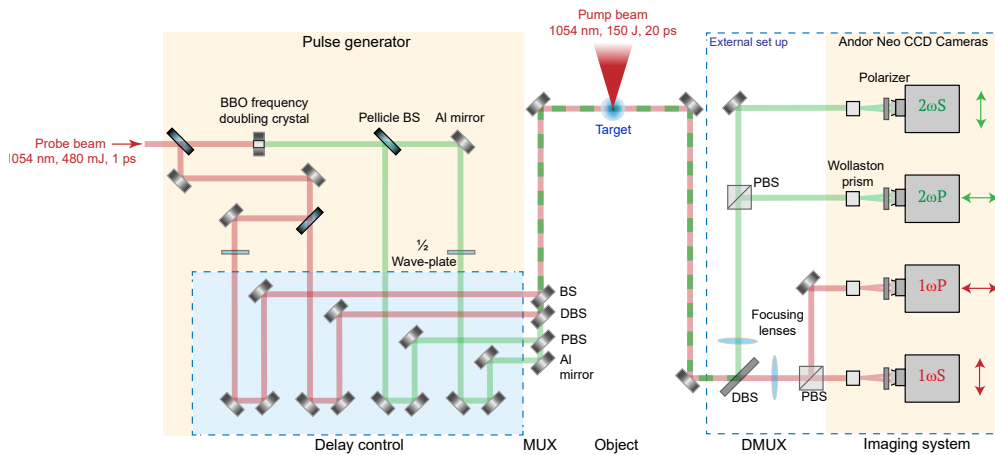 Pump beam
1054 nm, 150 J, 20 ps
Pulse generator
External set up
Andor Neo CCD Cameras
BBO frequency
doubling crystal
Pellicle BS
Al mirror
Polarizer
2ωS
Target
Probe beam
1054 nm, 480 mJ, 1 ps
Wollaston
prism
PBS
2ωP
½
Wave-plate
BS
DBS
PBS
Al
mirror
1ωP
Focusing
lenses
1ωS
DBS
PBS
Delay control
MUX
Object
DMUX
Imaging system